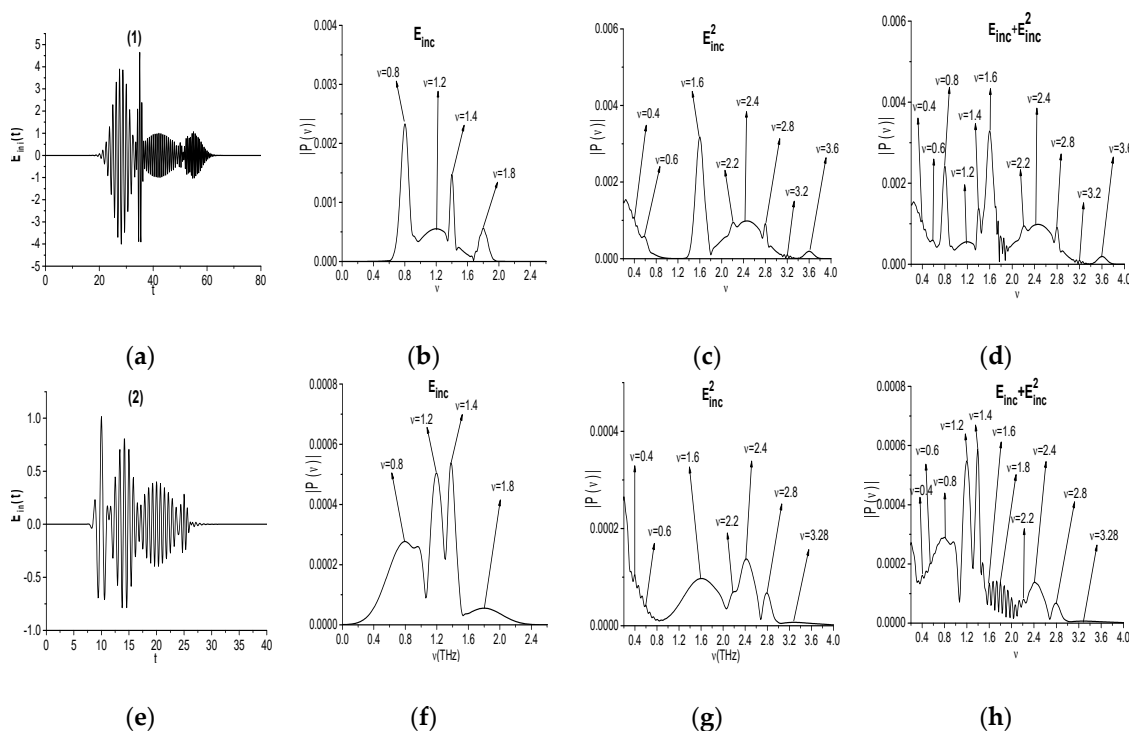 (1)
5
4
3
2
1
0
-1
-2
-3
-4
-5
0 20 40 60 80
t
(a)
E_inc
|P(ν)|
0.004
0.003
0.002
0.001
0.000
ν=0.8
ν=1.2
ν=1.4
ν=1.8
0.0 0.4 0.8 1.2 1.6 2.0 2.4
ν
(b)
E_inc^2
|P(ν)|
0.006
0.004
0.002
0.000
ν=0.4
ν=0.6
ν=1.6
ν=2.2
ν=2.4
ν=2.8
ν=3.2
ν=3.6
0.4 0.8 1.2 1.6 2.0 2.4 2.8 3.2 3.6 4.0
ν
(c)
E_inc+E_inc^2
|P(ν)|
0.006
0.004
0.002
0.000
ν=0.4
ν=0.6
ν=0.8
ν=1.2
ν=1.4
ν=1.6
ν=2.2
ν=2.4
ν=2.8
ν=3.2
ν=3.6
0.4 0.8 1.2 1.6 2.0 2.4 2.8 3.2 3.6 4.0
ν
(d)
(2)
1.0
0.5
0.0
-0.5
-1.0
0 5 10 15 20 25 30 35 40
t
(e)
E_inc
|P(ν)|
0.0008
0.0006
0.0004
0.0002
0.0000
ν=0.8
ν=1.2
ν=1.4
ν=1.8
0.0 0.4 0.8 1.2 1.6 2.0 2.4
ν(THz)
(f)
E_inc^2
|P(ν)|
0.0004
0.0002
0.0000
ν=0.4
ν=0.6
ν=1.6
ν=2.2
ν=2.4
ν=2.8
ν=3.28
0.4 0.8 1.2 1.6 2.0 2.4 2.8 3.2 3.6 4.0
ν(THz)
(g)
E_inc+E_inc^2
|P(ν)|
0.0008
0.0006
0.0004
0.0002
0.0000
ν=0.4
ν=0.6
ν=0.8
ν=1.2
ν=1.4
ν=1.6
ν=1.8
ν=2.2
ν=2.4
ν=2.8
ν=3.28
0.4 0.8 1.2 1.6 2.0 2.4 2.8 3.2 3.6 4.0
ν
(h)